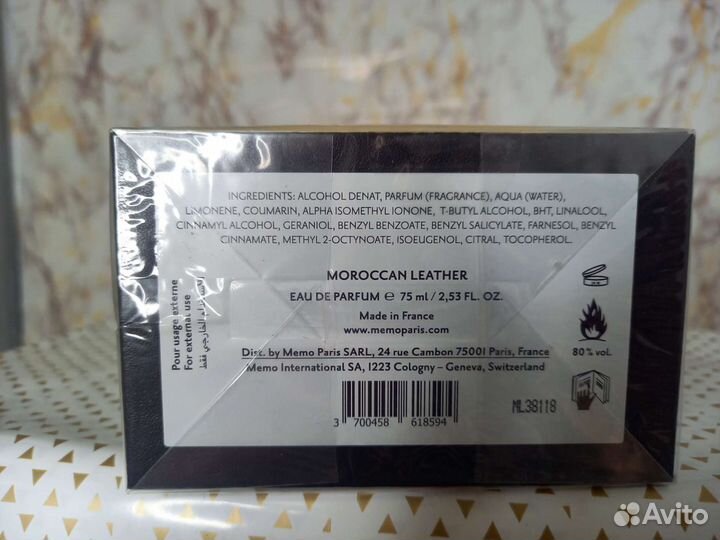 INGREDIENTS: ALCOHOL DENAT, PARFUM (FRAGRANCE), AQUA (WATER),
LIMONENE, COUMARIN, ALPHA ISOMETHYL IONONE, T-BUTYL ALCOHOL, BHT, LINALOOL,
CINNAMYL ALCOHOL, GERANIOL, BENZYL BENZOATE, BENZYL SALICYLATE, FARNESOL, BENZYL
CINNAMATE, METHYL 2-OCTYNOATE, ISOEUGENOL, CITRAL, TOCOPHEROL.
MOROCCAN LEATHER
EAU DE PARFUM ℮ 75 ml / 2,53 FL. OZ.
Made in France
www.memoparis.com
Dist. by Memo Paris SARL, 24 rue Cambon 75001 Paris, France
Memo International SA, 1223 Cologny – Geneva, Switzerland
3 700458 618594
Pour usage externe
For external use
للاستخدام الخارجي فقط
80% vol.
ML38118
Avito